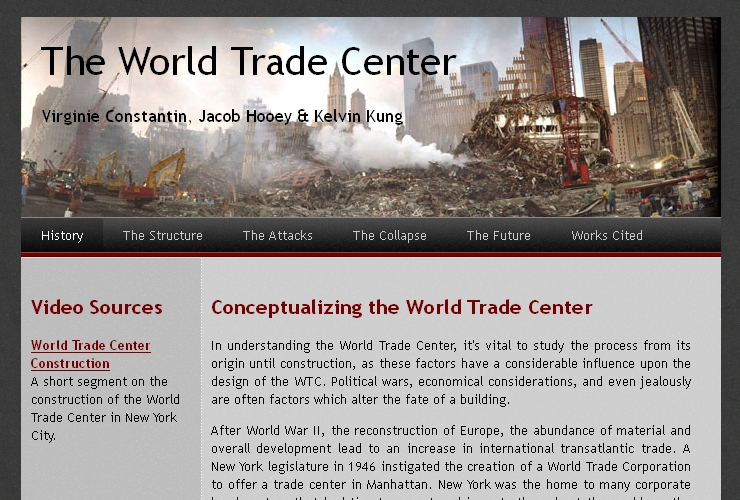 The World Trade Center
Virginie Constantin, Jacob Hooey & Kelvin Kung
History The Structure The Attacks The Collapse The Future Works Cited
Video Sources
World Trade Center
Construction
A short segment on the
construction of the World
Trade Center in New York
City.
Conceptualizing the World Trade Center
In understanding the World Trade Center, it's vital to study the process from its
origin until construction, as these factors have a considerable influence upon the
design of the WTC. Political wars, economical considerations, and even jealously
are often factors which alter the fate of a building.
After World War II, the reconstruction of Europe, the abundance of material and
overall development lead to an increase in international transatlantic trade. A
New York legislature in 1946 instigated the creation of a World Trade Corporation
to offer a trade center in Manhattan. New York was the home to many corporate